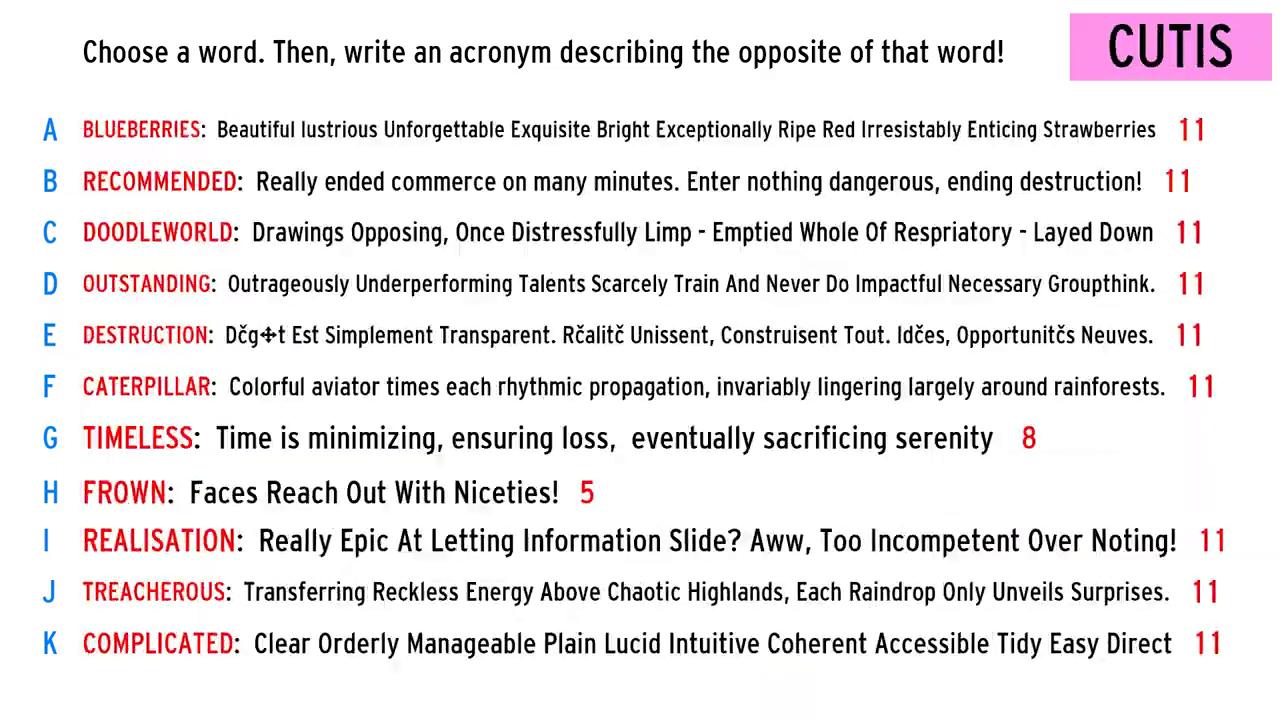 Choose a word. Then, write an acronym describing the opposite of that word!
CUTIS
A BLUEBERRIES: Beautiful lustrious Unforgettable Exquisite Bright Exceptionally Ripe Red Irresistably Enticing Strawberries 11
B RECOMMENDED: Really ended commerce on many minutes. Enter nothing dangerous, ending destruction! 11
C DOODLEWORLD: Drawings Opposing, Once Distressfully Limp - Emptied Whole Of Respriatory - Layed Down 11
D OUTSTANDING: Outrageously Underperforming Talents Scarcely Train And Never Do Impactful Necessary Groupthink. 11
E DESTRUCTION: Dčg✢t Est Simplement Transparent. Rčalitč Unissent, Construisent Tout. Idčes, Opportunitčs Neuves. 11
F CATERPILLAR: Colorful aviator times each rhythmic propagation, invariably lingering largely around rainforests. 11
G TIMELESS: Time is minimizing, ensuring loss, eventually sacrificing serenity 8
H FROWN: Faces Reach Out With Niceties! 5
I REALISATION: Really Epic At Letting Information Slide? Aww, Too Incompetent Over Noting! 11
J TREACHEROUS: Transferring Reckless Energy Above Chaotic Highlands, Each Raindrop Only Unveils Surprises. 11
K COMPLICATED: Clear Orderly Manageable Plain Lucid Intuitive Coherent Accessible Tidy Easy Direct 11